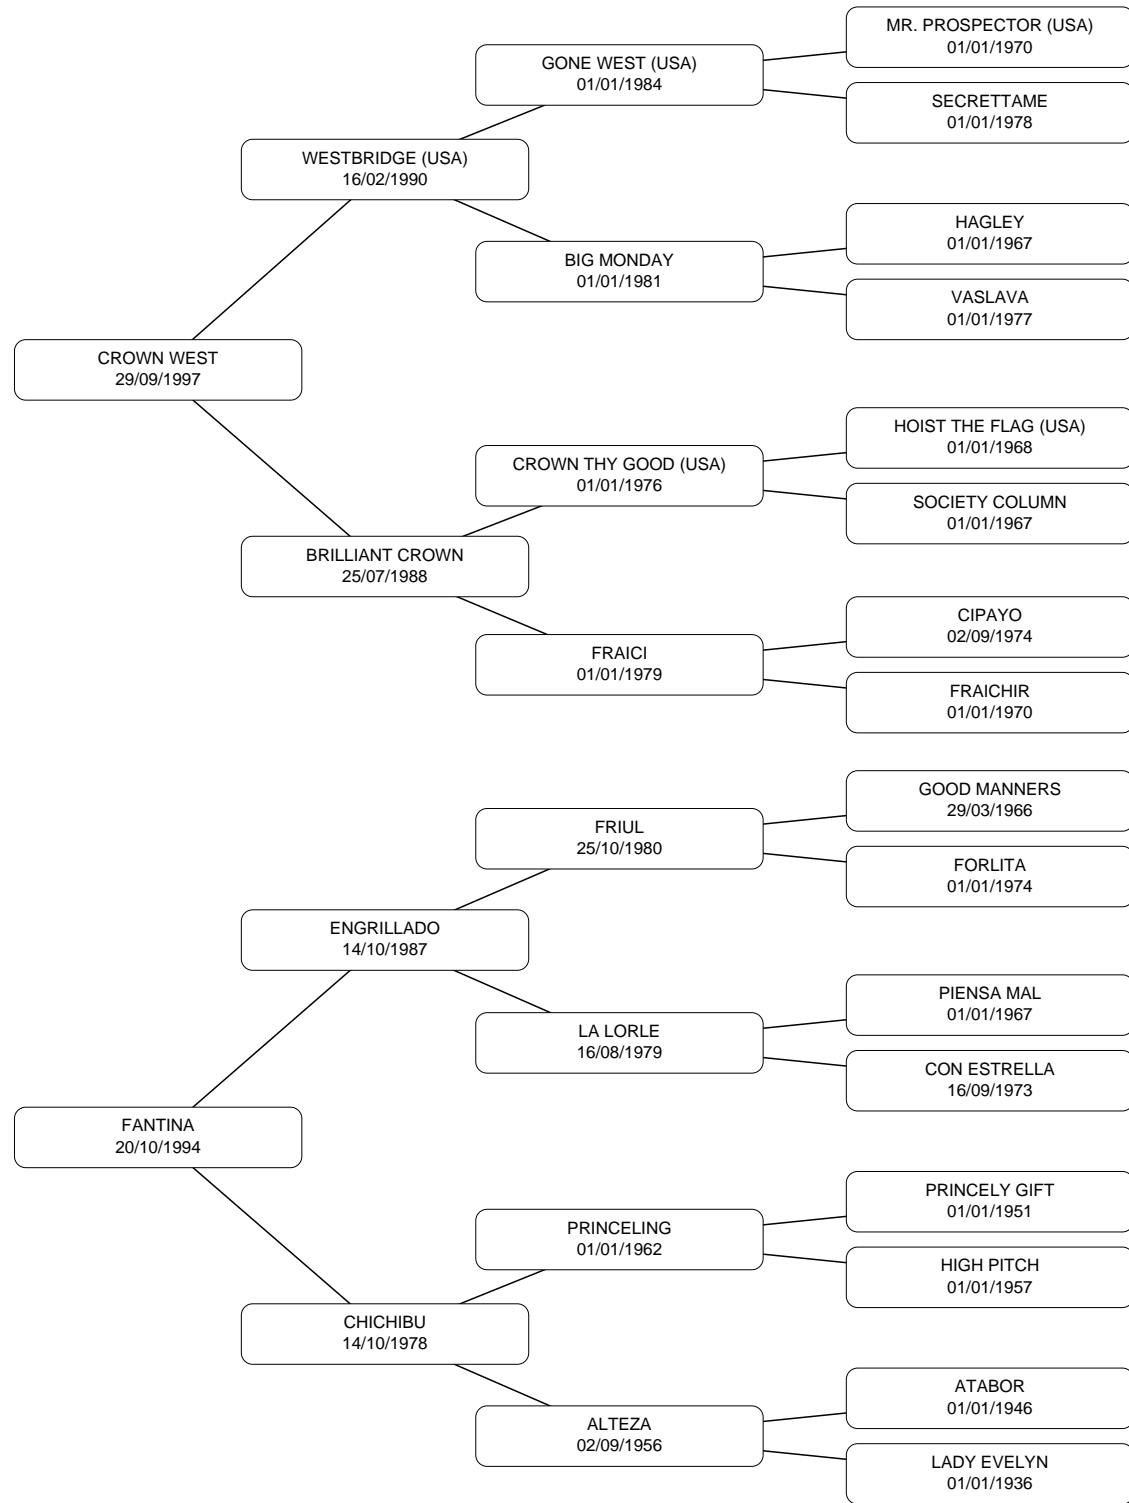 MR. PROSPECTOR (USA)
01/01/1970
GONE WEST (USA)
01/01/1984
SECRETTAME
01/01/1978
WESTBRIDGE (USA)
16/02/1990
HAGLEY
01/01/1967
BIG MONDAY
01/01/1981
VASLAVA
01/01/1977
CROWN WEST
29/09/1997
HOIST THE FLAG (USA)
01/01/1968
CROWN THY GOOD (USA)
01/01/1976
SOCIETY COLUMN
01/01/1967
BRILLIANT CROWN
25/07/1988
CIPAYO
02/09/1974
FRAICI
01/01/1979
FRAICHIR
01/01/1970
GOOD MANNERS
29/03/1966
FRIUL
25/10/1980
FORLITA
01/01/1974
ENGRILLADO
14/10/1987
PIENSA MAL
01/01/1967
LA LORLE
16/08/1979
CON ESTRELLA
16/09/1973
FANTINA
20/10/1994
PRINCELY GIFT
01/01/1951
PRINCELING
01/01/1962
HIGH PITCH
01/01/1957
CHICHIBU
14/10/1978
ATABOR
01/01/1946
ALTEZA
02/09/1956
LADY EVELYN
01/01/1936